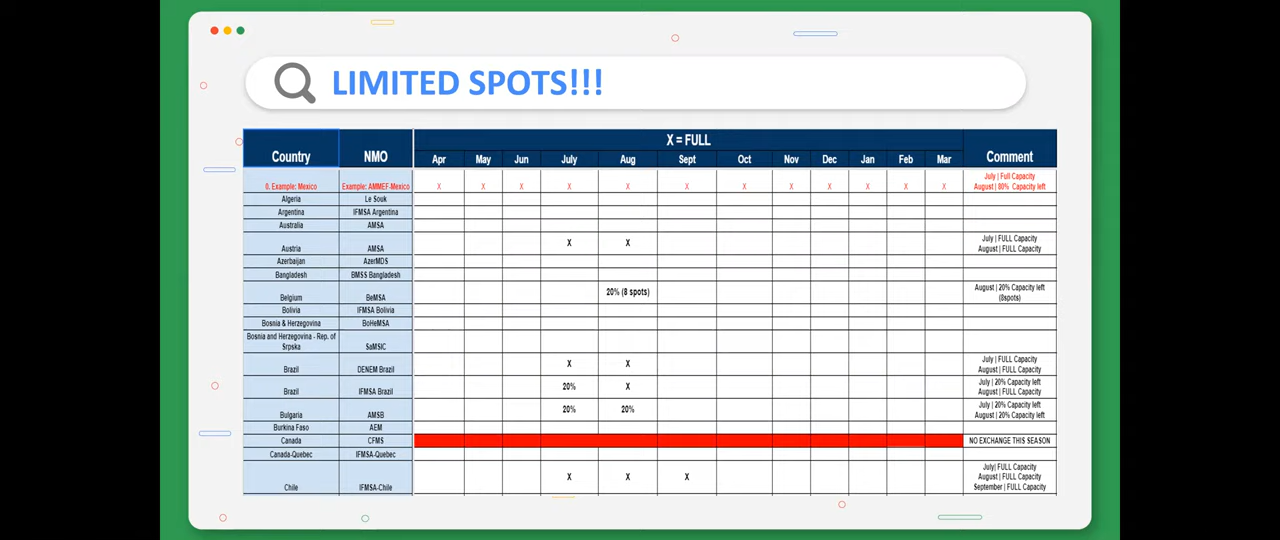 LIMITED SPOTS!!!
Country NMO X = FULL Comment
Apr May Jun July Aug Sept Oct Nov Dec Jan Feb Mar
0. Example: Mexico Example: AMMEF-Mexico X X X X X X X X X X X X July | Full Capacity
August | 80% Capacity left
Algeria Le Souk
Argentina IFMSA Argentina
Australia AMSA
Austria AMSA X X July | FULL Capacity
August | FULL Capacity
Azerbaijan AzerMDS
Bangladesh BMSS Bangladesh
Belgium BeMSA 20% (8 spots) August | 20% Capacity left
(8spots)
Bolivia IFMSA Bolivia
Bosnia & Herzegovina BoHeMSA
Bosnia and Herzegovina - Rep. of
Srpska SaMSIC
Brazil DENEM Brazil X X July | FULL Capacity
August | FULL Capacity
Brazil IFMSA Brazil 20% X July | 20% Capacity left
August | FULL Capacity
Bulgaria AMSB 20% 20% July | 20% Capacity left
August | 20% Capacity left
Burkina Faso AEM
Canada CFMS NO EXCHANGE THIS SEASON
Canada-Quebec IFMSA-Quebec
Chile IFMSA-Chile X X X July| FULL Capacity
August | FULL Capacity
September | FULL Capacity